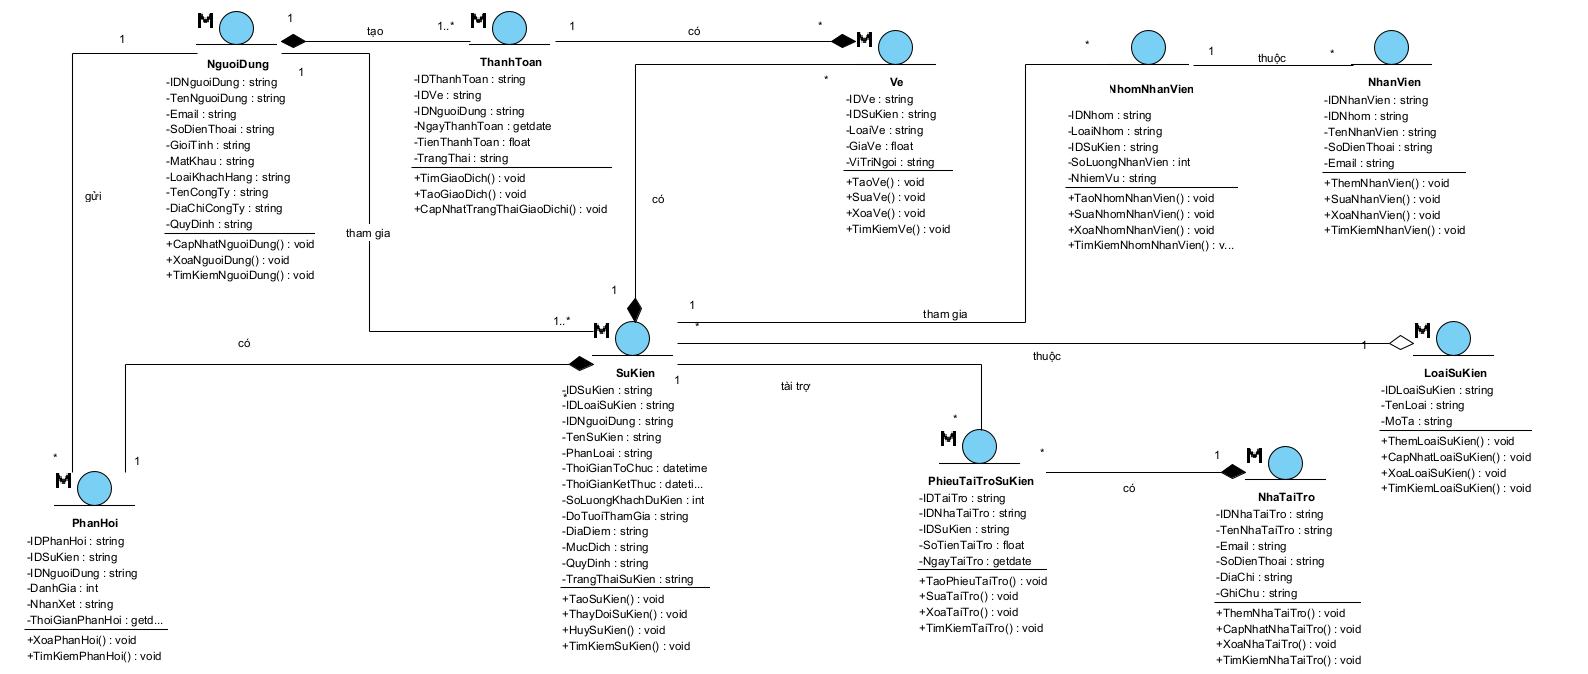 1
tạo
1..*
1
có
*
1
1
gửi
tham gia
M
NguoiDung
-IDNguoiDung : string
-TenNguoiDung : string
-Email : string
-SoDienThoai : string
-GioiTinh : string
-MatKhau : string
-LoaiKhachHang : string
-TenCongTy : string
-DiaChiCongTy : string
-QuyDinh : string
+CapNhatNguoiDung() : void
+XoaNguoiDung() : void
+TimKiemNguoiDung() : void
M
ThanhToan
-IDThanhToan : string
-IDVe : string
-IDNguoiDung : string
-NgayThanhToan : getdate
-TienThanhToan : float
-TrangThai : string
+TimGiaoDich() : void
+TaoGiaoDich() : void
+CapNhatTrangThaiGiaoDichi() : void
M
*
Ve
-IDVe : string
-IDSuKien : string
-LoaiVe : string
-GiaVe : float
-ViTriNgoi : string
+TaoVe() : void
+SuaVe() : void
+XoaVe() : void
+TimKiemVe() : void
có
1
*
NhomNhanVien
-IDNhom : string
-LoaiNhom : string
-IDSuKien : string
-SoLuongNhanVien : int
-NhiemVu : string
+TaoNhomNhanVien() : void
+SuaNhomNhanVien() : void
+XoaNhomNhanVien() : void
+TimKiemNhomNhanVien() : v...
1
thuộc
*
NhanVien
-IDNhanVien : string
-IDNhom : string
-TenNhanVien : string
-SoDienThoai : string
-Email : string
+ThemNhanVien() : void
+SuaNhanVien() : void
+XoaNhanVien() : void
+TimKiemNhanVien() : void
1
tham gia
1..*
M
*
thuộc
1
có
1
tài trợ
*
SuKien
-IDSuKien : string
*
-IDLoaiSuKien : string
-IDNguoiDung : string
-TenSuKien : string
-PhanLoai : string
-ThoiGianToChuc : datetime
-ThoiGianKetThuc : dateti...
-SoLuongKhachDuKien : int
-DoTuoiThamGia : string
-DiaDiem : string
-MucDich : string
-QuyDinh : string
-TrangThaiSuKien : string
+TaoSuKien() : void
+ThayDoiSuKien() : void
+HuySuKien() : void
+TimKiemSuKien() : void
M
LoaiSuKien
-IDLoaiSuKien : string
-TenLoai : string
-MoTa : string
+ThemLoaiSuKien() : void
+CapNhatLoaiSuKien() : void
+XoaLoaiSuKien() : void
+TimKiemLoaiSuKien() : void
*
1
M
PhanHoi
-IDPhanHoi : string
-IDSuKien : string
-IDNguoiDung : string
-DanhGia : int
-NhanXet : string
-ThoiGianPhanHoi : getd...
+XoaPhanHoi() : void
+TimKiemPhanHoi() : void
M
PhieuTaiTroSuKien
-IDTaiTro : string
-IDNhaTaiTro : string
-IDSuKien : string
-SoTienTaiTro : float
-NgayTaiTro : getdate
+TaoPhieuTaiTro() : void
+SuaTaiTro() : void
+XoaTaiTro() : void
+TimKiemTaiTro() : void
*
có
1
M
NhaTaiTro
-IDNhaTaiTro : string
-TenNhaTaiTro : string
-Email : string
-SoDienThoai : string
-DiaChi : string
-GhiChu : string
+ThemNhaTaiTro() : void
+CapNhatNhaTaiTro() : void
+XoaNhaTaiTro() : void
+TimKiemNhaTaiTro() : void